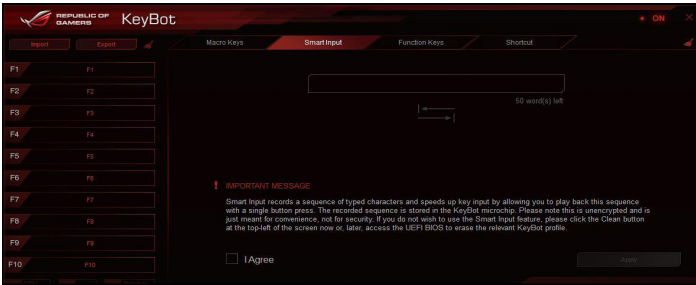 REPUBLIC OF GAMERS KeyBot ON
Import Export Macro Keys Smart Input Function Keys Shortcut
F1 F1
F2 F2
F3 F3
F4 F4
F5 F5
F6 F6
F7 F7
F8 F8
F9 F9
F10 F10
50 word(s) left
! IMPORTANT MESSAGE
Smart Input records a sequence of typed characters and speeds up key input by allowing you to play back this sequence
with a single button press. The recorded sequence is stored in the KeyBot microchip. Please note this is unencrypted and is
just meant for convenience, not for security. If you do not wish to use the Smart Input feature, please click the Clean button
at the top-left of the screen now or, later, access the UEFI BIOS to erase the relevant KeyBot profile.
I Agree
Apply